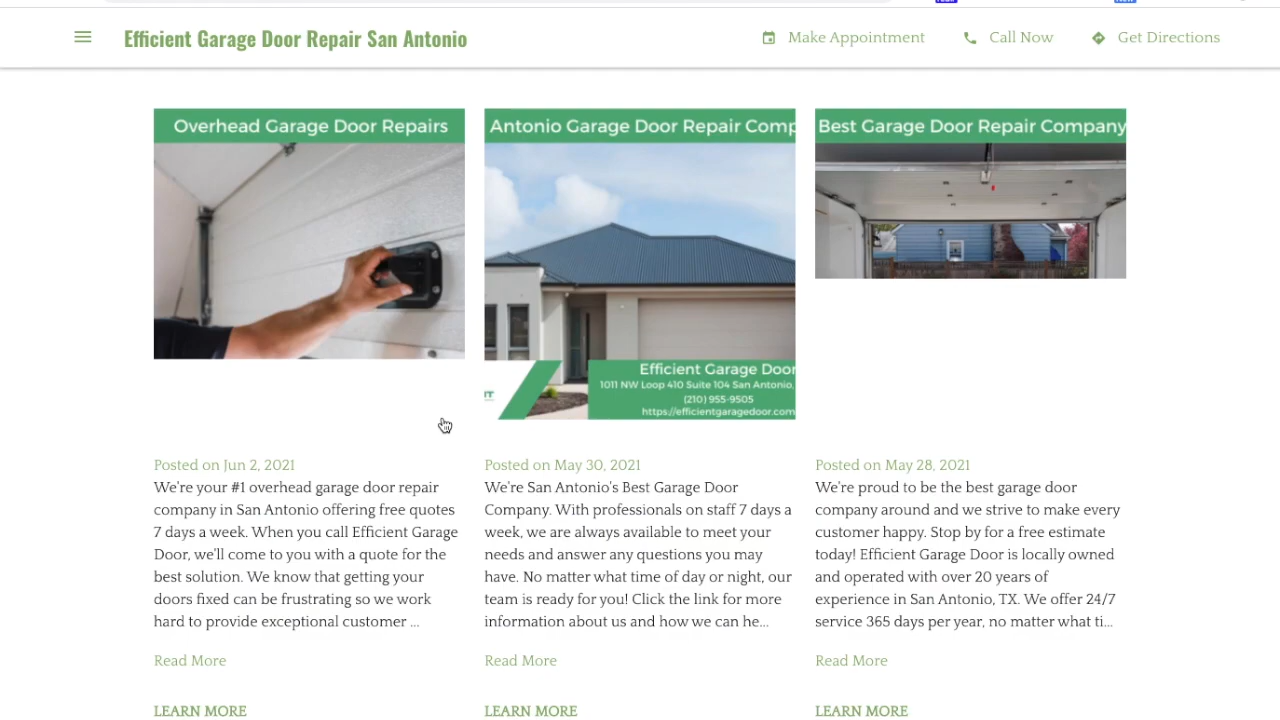 Efficient Garage Door Repair San Antonio
Make Appointment
Call Now
Get Directions
Overhead Garage Door Repairs
Antonio Garage Door Repair Comp
Best Garage Door Repair Company
Efficient Garage Door
1011 NW Loop 410 Suite 104 San Antonio,
(210) 955-9505
https://efficientgaragedoor.com
Posted on Jun 2, 2021
We're your #1 overhead garage door repair
company in San Antonio offering free quotes
7 days a week. When you call Efficient Garage
Door, we'll come to you with a quote for the
best solution. We know that getting your
doors fixed can be frustrating so we work
hard to provide exceptional customer ...
Read More
LEARN MORE
Posted on May 30, 2021
We're San Antonio's Best Garage Door
Company. With professionals on staff 7 days a
week, we are always available to meet your
needs and answer any questions you may
have. No matter what time of day or night, our
team is ready for you! Click the link for more
information about us and how we can he...
Read More
LEARN MORE
Posted on May 28, 2021
We're proud to be the best garage door
company around and we strive to make every
customer happy. Stop by for a free estimate
today! Efficient Garage Door is locally owned
and operated with over 20 years of
experience in San Antonio, TX. We offer 24/7
service 365 days per year, no matter what ti...
Read More
LEARN MORE